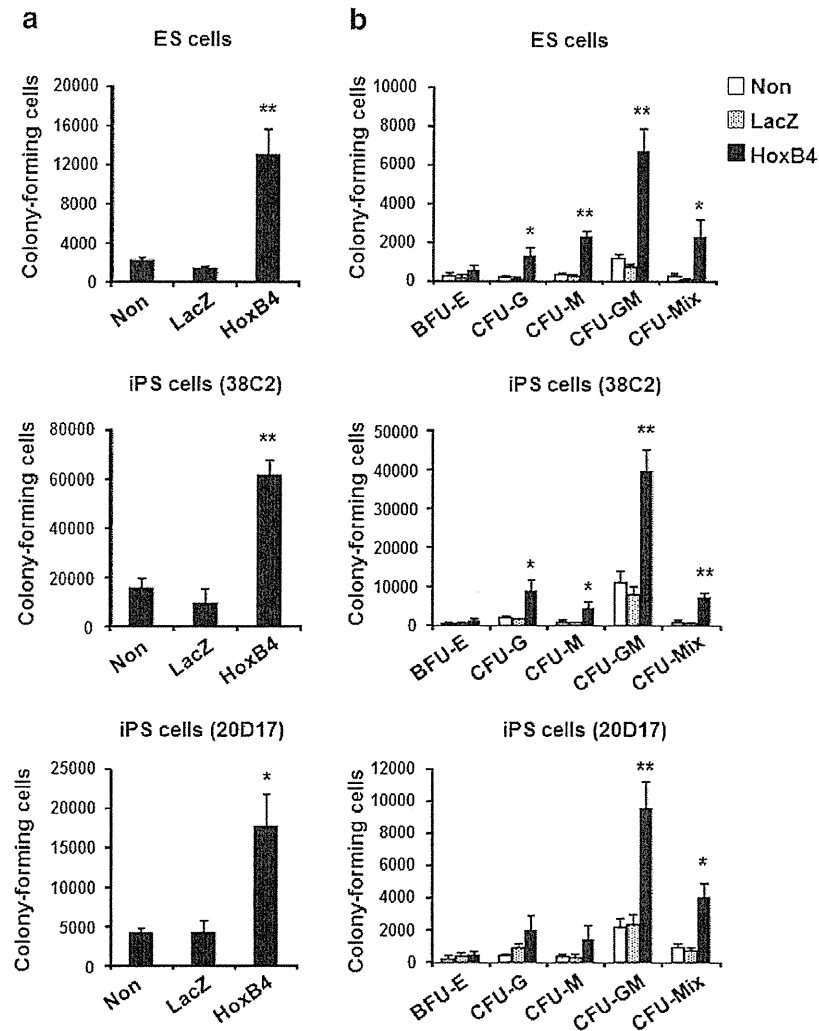 a
ES cells
Colony-forming cells
20000
16000
12000
8000
4000
0
**
Non
LacZ
HoxB4
b
ES cells
Colony-forming cells
10000
8000
6000
4000
2000
0
*
**
**
*
BFU-E
CFU-G
CFU-M
CFU-GM
CFU-Mix
Non
LacZ
HoxB4
iPS cells (38C2)
Colony-forming cells
80000
60000
40000
20000
0
**
Non
LacZ
HoxB4
iPS cells (38C2)
Colony-forming cells
50000
40000
30000
20000
10000
0
*
*
**
**
BFU-E
CFU-G
CFU-M
CFU-GM
CFU-Mix
iPS cells (20D17)
Colony-forming cells
25000
20000
15000
10000
5000
0
*
Non
LacZ
HoxB4
iPS cells (20D17)
Colony-forming cells
12000
10000
8000
6000
4000
2000
0
**
*
BFU-E
CFU-G
CFU-M
CFU-GM
CFU-Mix